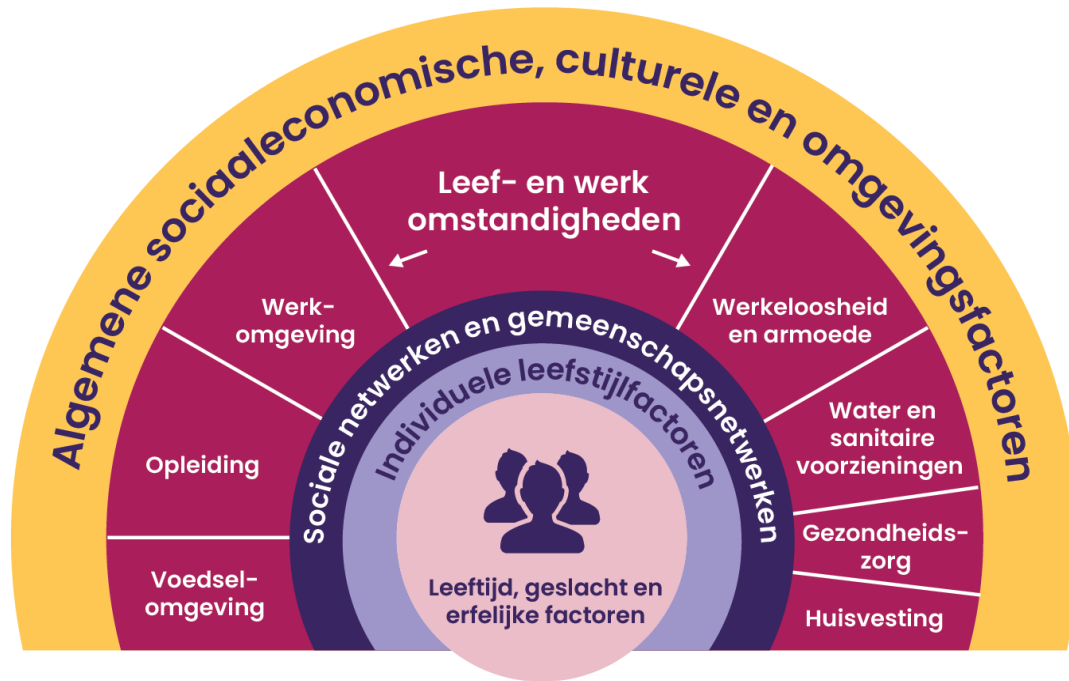 Algemene sociaaleconomische, culturele en omgevingsfactoren
Leef- en werk
omstandigheden
Werk-
omgeving
Werkeloosheid
en armoede
Opleiding
Water en
sanitaire
voorzieningen
Voedsel-
omgeving
Gezondheids-
zorg
Huisvesting
Sociale netwerken en gemeenschapsnetwerken
Individuele leefstijlfactoren
Leeftijd, geslacht en
erfelijke factoren